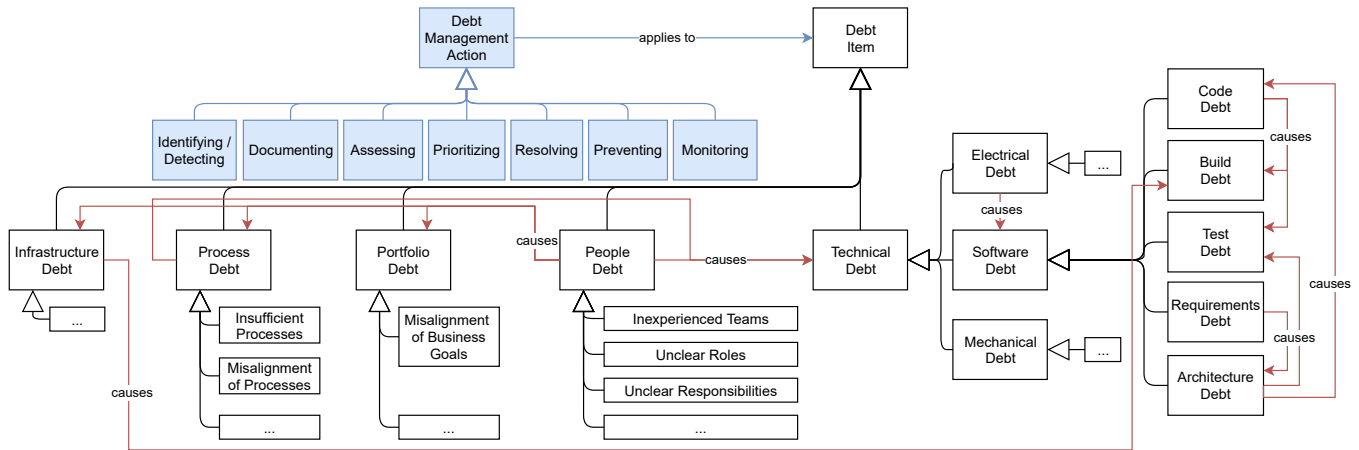 Debt
Management
Action
applies to
Debt
Item
Identifying /
Detecting
Documenting
Assessing
Prioritizing
Resolving
Preventing
Monitoring
Infrastructure
Debt
...
Process
Debt
Insufficient
Processes
Misalignment
of Processes
...
Portfolio
Debt
Misalignment
of Business
Goals
...
causes
People
Debt
Inexperienced Teams
Unclear Roles
Unclear Responsibilities
...
causes
causes
Technical
Debt
Electrical
Debt
...
causes
Software
Debt
Mechanical
Debt
...
Code
Debt
causes
Build
Debt
Test
Debt
causes
Requirements
Debt
causes
Architecture
Debt